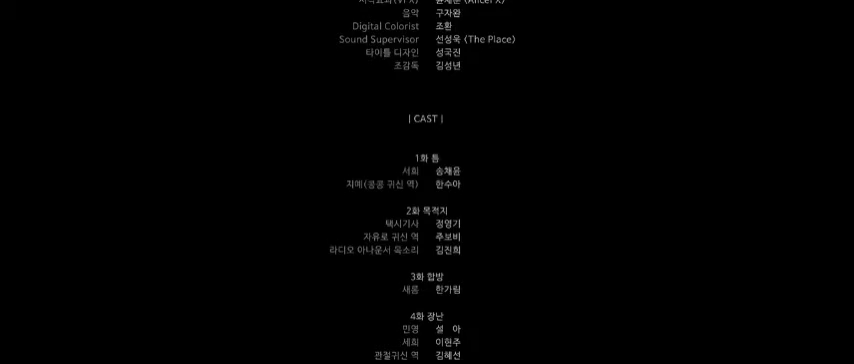 음악 구자완
Digital Colorist 조환
Sound Supervisor 선성욱 <The Place>
타이틀 디자인 성국진
조감독 김성년
| CAST |
1화 틈
서희 송채윤
지혜(콩콩 귀신 역) 한수아
2화 목적지
택시기사 정영기
자유로 귀신 역 주보비
라디오 아나운서 목소리 김진희
3화 합방
새롬 한가림
4화 장난
민영 설 아
세희 이현주
관절귀신 역 김혜선